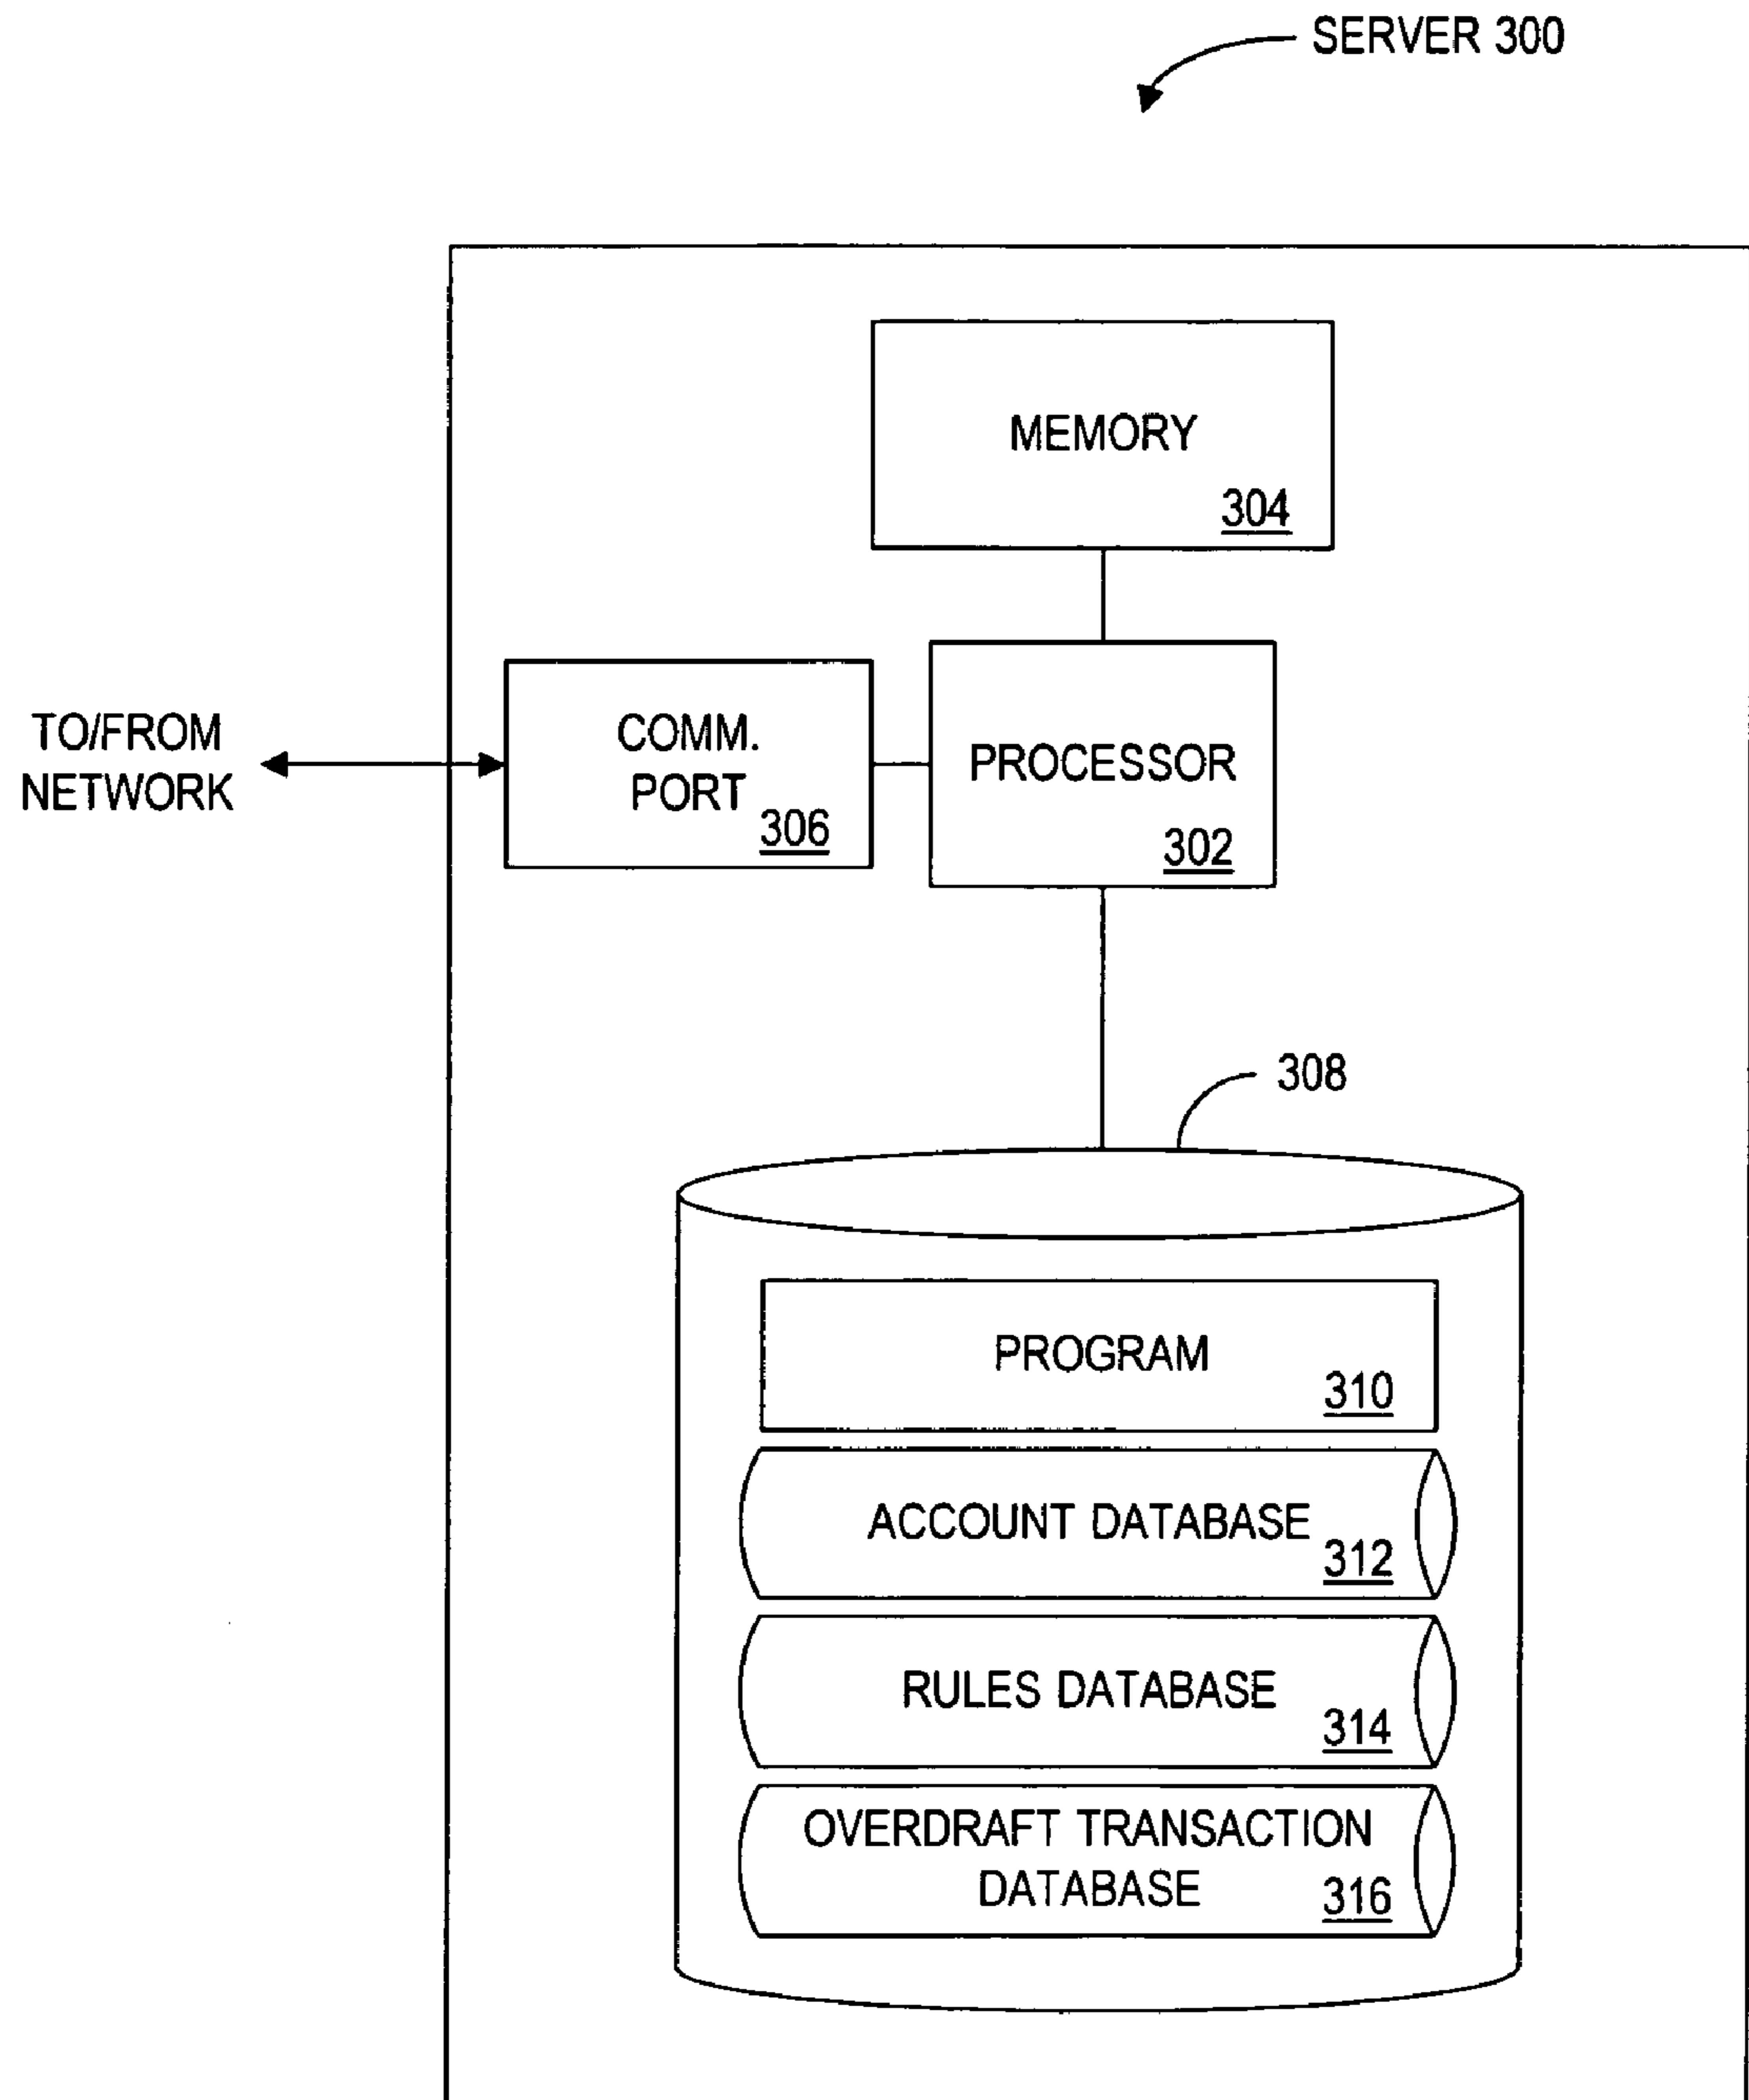 SERVER 300
MEMORY
304
TO/FROM
NETWORK
COMM.
PORT
306
PROCESSOR
302
308
PROGRAM
310
ACCOUNT DATABASE
312
RULES DATABASE
314
OVERDRAFT TRANSACTION
DATABASE
316